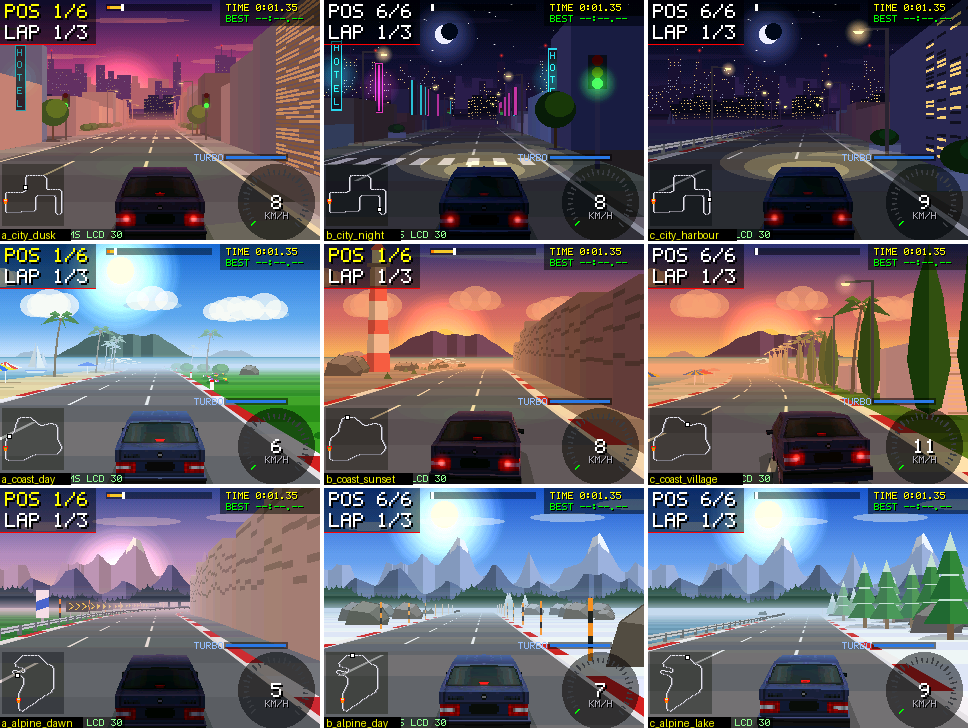 POS 1/6
LAP 1/3
TIME 0:01.35
BEST --:--.--
HOTEL
TURBO
8
KM/H
a_city_dusk
MS LCD 30
POS 6/6
LAP 1/3
TIME 0:01.35
BEST --:--.--
HOTEL
HOT
TURBO
8
KM/H
b_city_night
S LCD 30
POS 6/6
LAP 1/3
TIME 0:01.35
BEST --:--.--
TURBO
9
KM/H
c_city_harbour
LCD 30
POS 1/6
LAP 1/3
TIME 0:01.35
BEST --:--.--
TURBO
6
KM/H
a_coast_day
MS LCD 30
POS 1/6
LAP 1/3
TIME 0:01.35
BEST --:--.--
TURBO
8
KM/H
b_coast_sunset
LCD 30
POS 6/6
LAP 1/3
TIME 0:01.35
BEST --:--.--
TURBO
11
KM/H
c_coast_village
CD 30
POS 1/6
LAP 1/3
TIME 0:01.35
BEST --:--.--
TURBO
5
KM/H
a_alpine_dawn
LCD 30
POS 6/6
LAP 1/3
TIME 0:01.35
BEST --:--.--
TURBO
7
KM/H
b_alpine_day
S LCD 30
POS 6/6
LAP 1/3
TIME 0:01.35
BEST --:--.--
TURBO
9
KM/H
c_alpine_lake
LCD 30